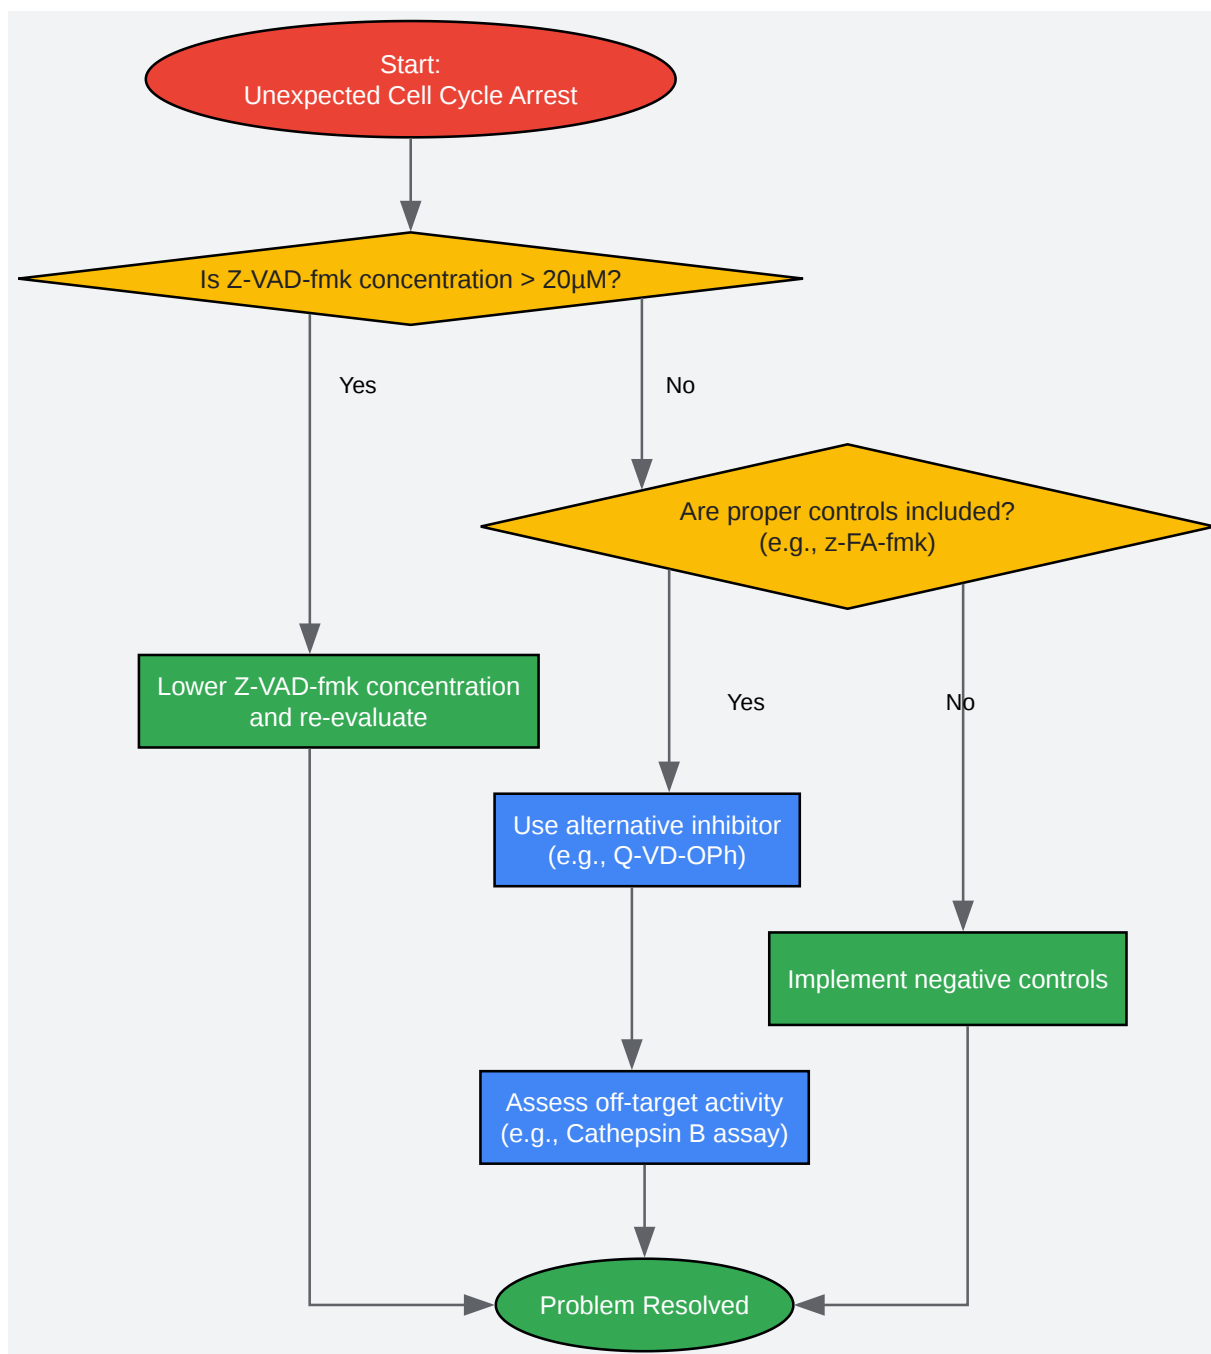 Start:
Unexpected Cell Cycle Arrest
Is Z-VAD-fmk concentration > 20µM?
Yes
No
Are proper controls included?
(e.g., z-FA-fmk)
Lower Z-VAD-fmk concentration
and re-evaluate
Yes
No
Use alternative inhibitor
(e.g., Q-VD-OPh)
Implement negative controls
Assess off-target activity
(e.g., Cathepsin B assay)
Problem Resolved